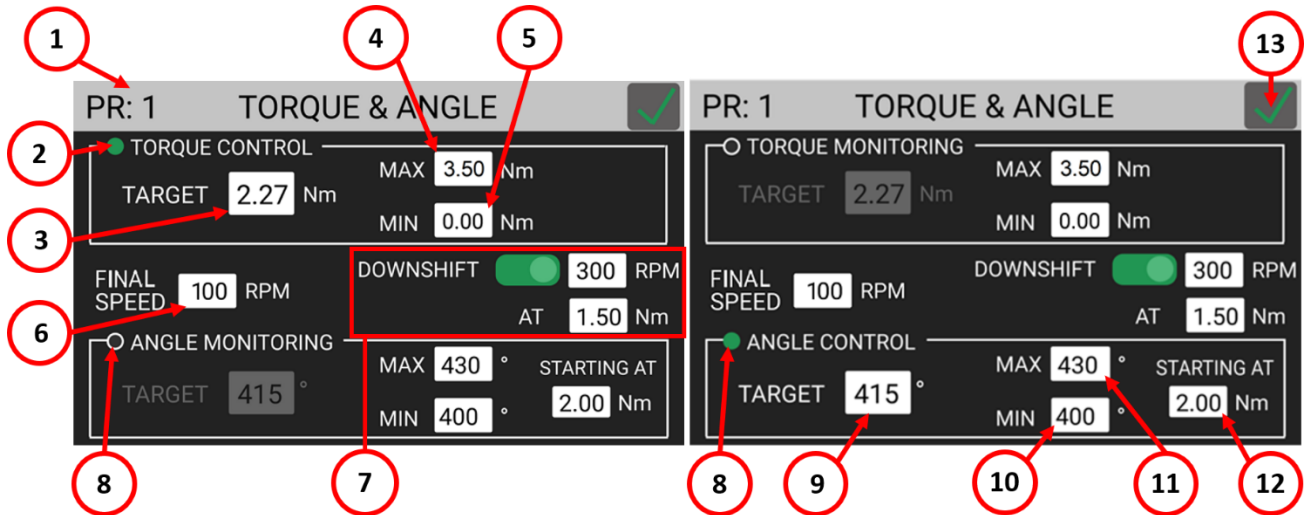 1
4
5
13
PR: 1 TORQUE & ANGLE
PR: 1 TORQUE & ANGLE
2
TORQUE CONTROL
MAX 3.50 Nm
TARGET 2.27 Nm
MIN 0.00 Nm
TORQUE MONITORING
MAX 3.50 Nm
TARGET 2.27 Nm
MIN 0.00 Nm
3
DOWNSHIFT 300 RPM
FINAL
SPEED 100 RPM
AT 1.50 Nm
DOWNSHIFT 300 RPM
FINAL
SPEED 100 RPM
AT 1.50 Nm
6
ANGLE MONITORING
MAX 430 °
STARTING AT
TARGET 415 °
2.00 Nm
MIN 400 °
ANGLE CONTROL
MAX 430 °
STARTING AT
TARGET 415 °
2.00 Nm
MIN 400 °
8
7
8
9
10
11
12